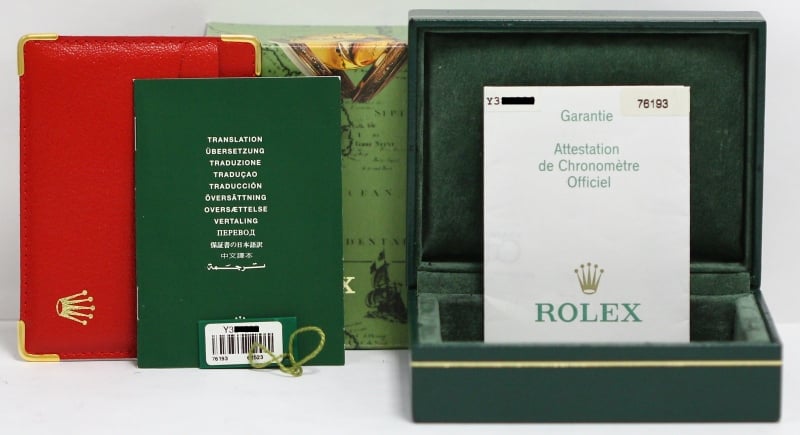 TRANSLATION
ÜBERSETZUNG
TRADUZIONE
TRADUÇAO
TRADUCCIÓN
ÖVERSÄTTNING
OVERSÆTTELSE
VERTALING
ПЕРЕВОД
保証書の日本語訳
中文譯本
ترجمة
Y3
76193
Y3
76193
Garantie
Attestation
de Chronomètre
Officiel
ROLEX